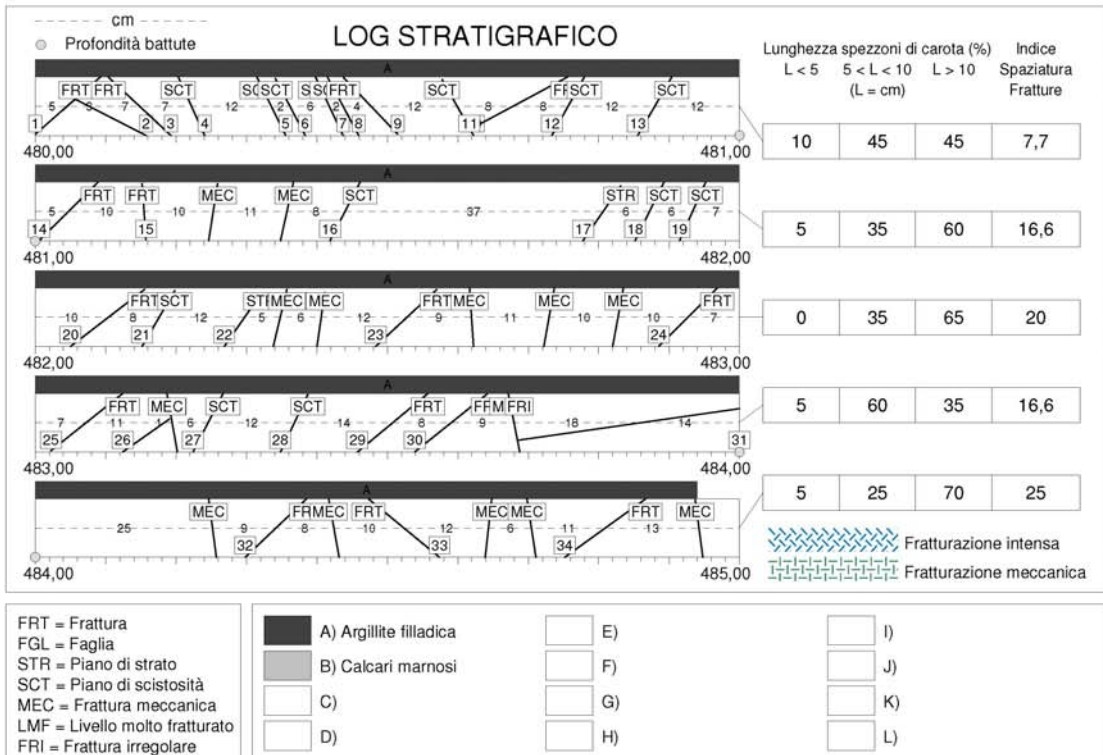 cm
Profondità battute
LOG STRATIGRAFICO
Lunghezza spezzoni di carota (%)
Indice Spaziatura Fratture
L < 5
5 < L < 10
(L = cm)
L > 10
A
FRT FRT SCT SCT FRT SCT SCT SCT
5 3 7 7 12 2 6 2 4 12 8 8 12 12
1 2 3 4 5 6 7 8 9 11 12 13
480,00 481,00
10 45 45 7,7
A
FRT FRT MEC MEC SCT STR SCT SCT
5 10 10 11 8 37 6 6 7
14 15 16 17 18 19
481,00 482,00
5 35 60 16,6
A
FRT SCT MEC MEC FRT MEC MEC MEC FRT
10 8 12 5 6 12 9 11 10 10 7
20 21 22 23 24
482,00 483,00
0 35 65 20
A
FRT MEC SCT SCT FRT FRI
7 11 6 12 14 8 9 18 14
25 26 27 28 29 30 31
483,00 484,00
5 60 35 16,6
A
MEC MEC FRT MEC MEC FRT MEC
25 9 8 10 12 6 11 13
32 33 34
484,00 485,00
5 25 70 25
Fratturazione intensa
Fratturazione meccanica
FRT = Frattura
FGL = Faglia
STR = Piano di strato
SCT = Piano di scistosità
MEC = Frattura meccanica
LMF = Livello molto fratturato
FRI = Frattura irregolare
A) Argillite filladica
B) Calcari marnosi
C)
D)
E)
F)
G)
H)
I)
J)
K)
L)